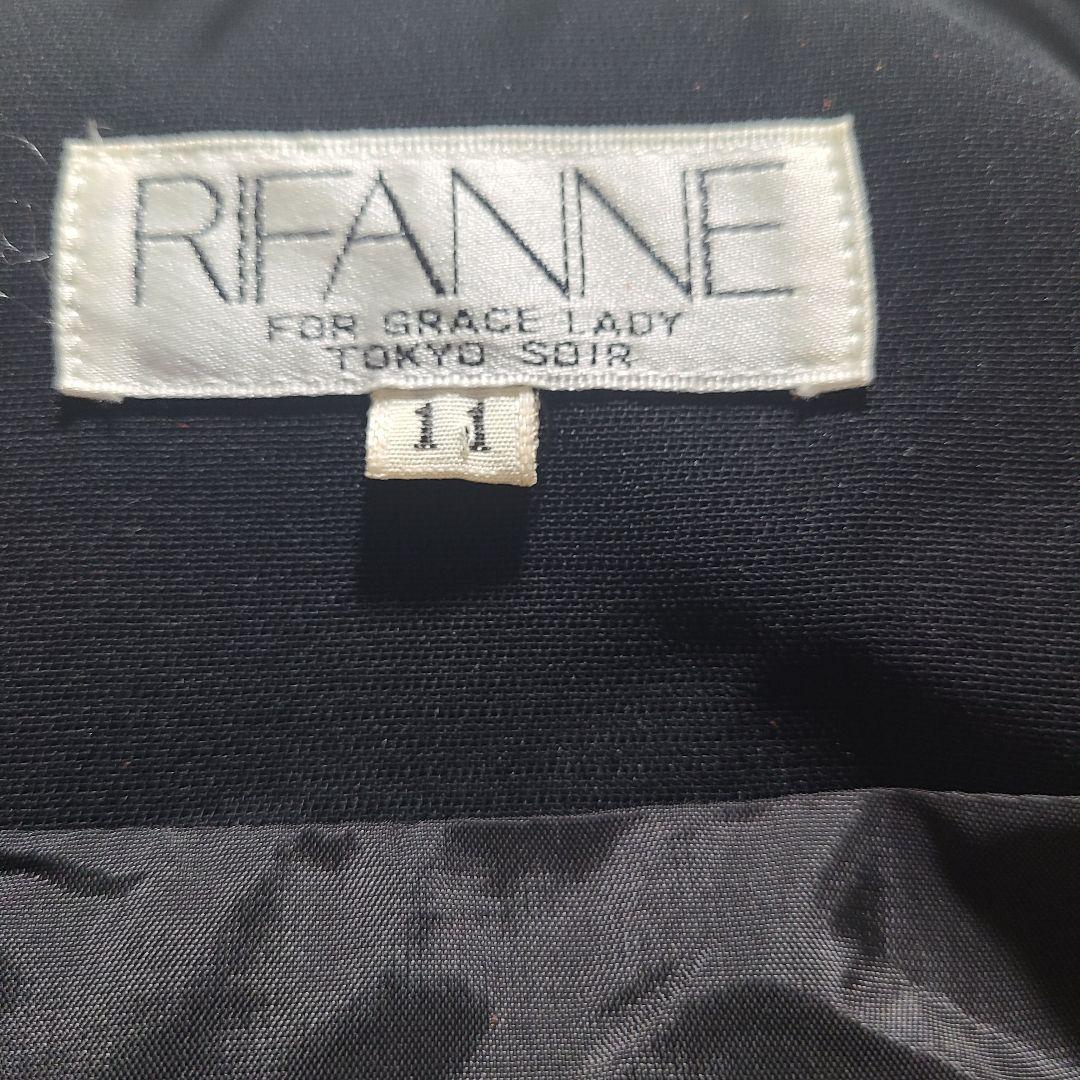 RIFANNE
FOR GRACE LADY
TOKYO SOIR
11